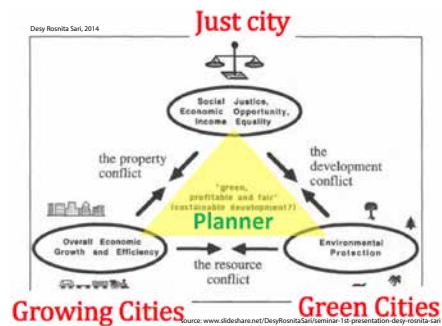 Just city
Desy Rosnita Sari, 2014
Social Justice,
Economic Opportunity,
Income Equality
the property
conflict
the
development
conflict
"green,
profitable and fair"
(sustainable development?)
Planner
Overall Economic
Growth and Efficiency
Environmental
Protection
the resource
conflict
Growing Cities
Green Cities
source: www.slideshare.net/DesyRosnitaSari/seminar-1st-presentation-desy-rosnita-sari